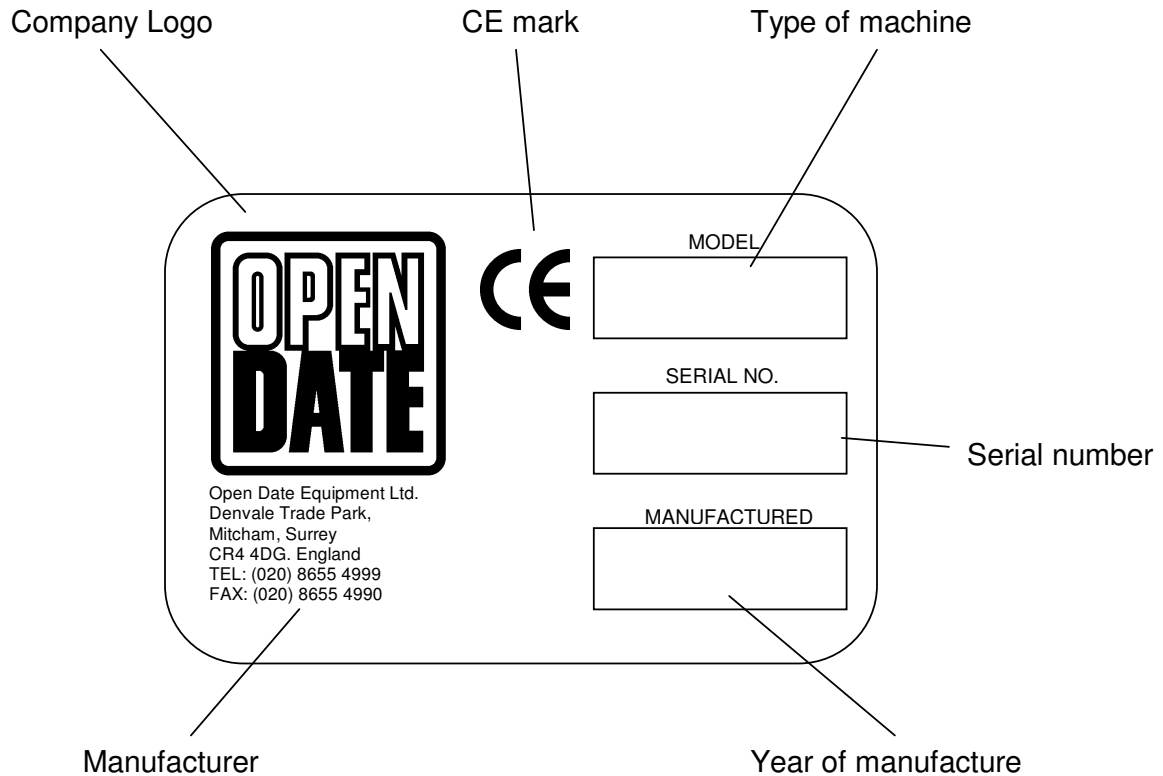 Company Logo
CE mark
Type of machine
OPEN
DATE
CE
MODEL
SERIAL NO.
Serial number
MANUFACTURED
Open Date Equipment Ltd.
Denvale Trade Park,
Mitcham, Surrey
CR4 4DG. England
TEL: (020) 8655 4999
FAX: (020) 8655 4990
Manufacturer
Year of manufacture